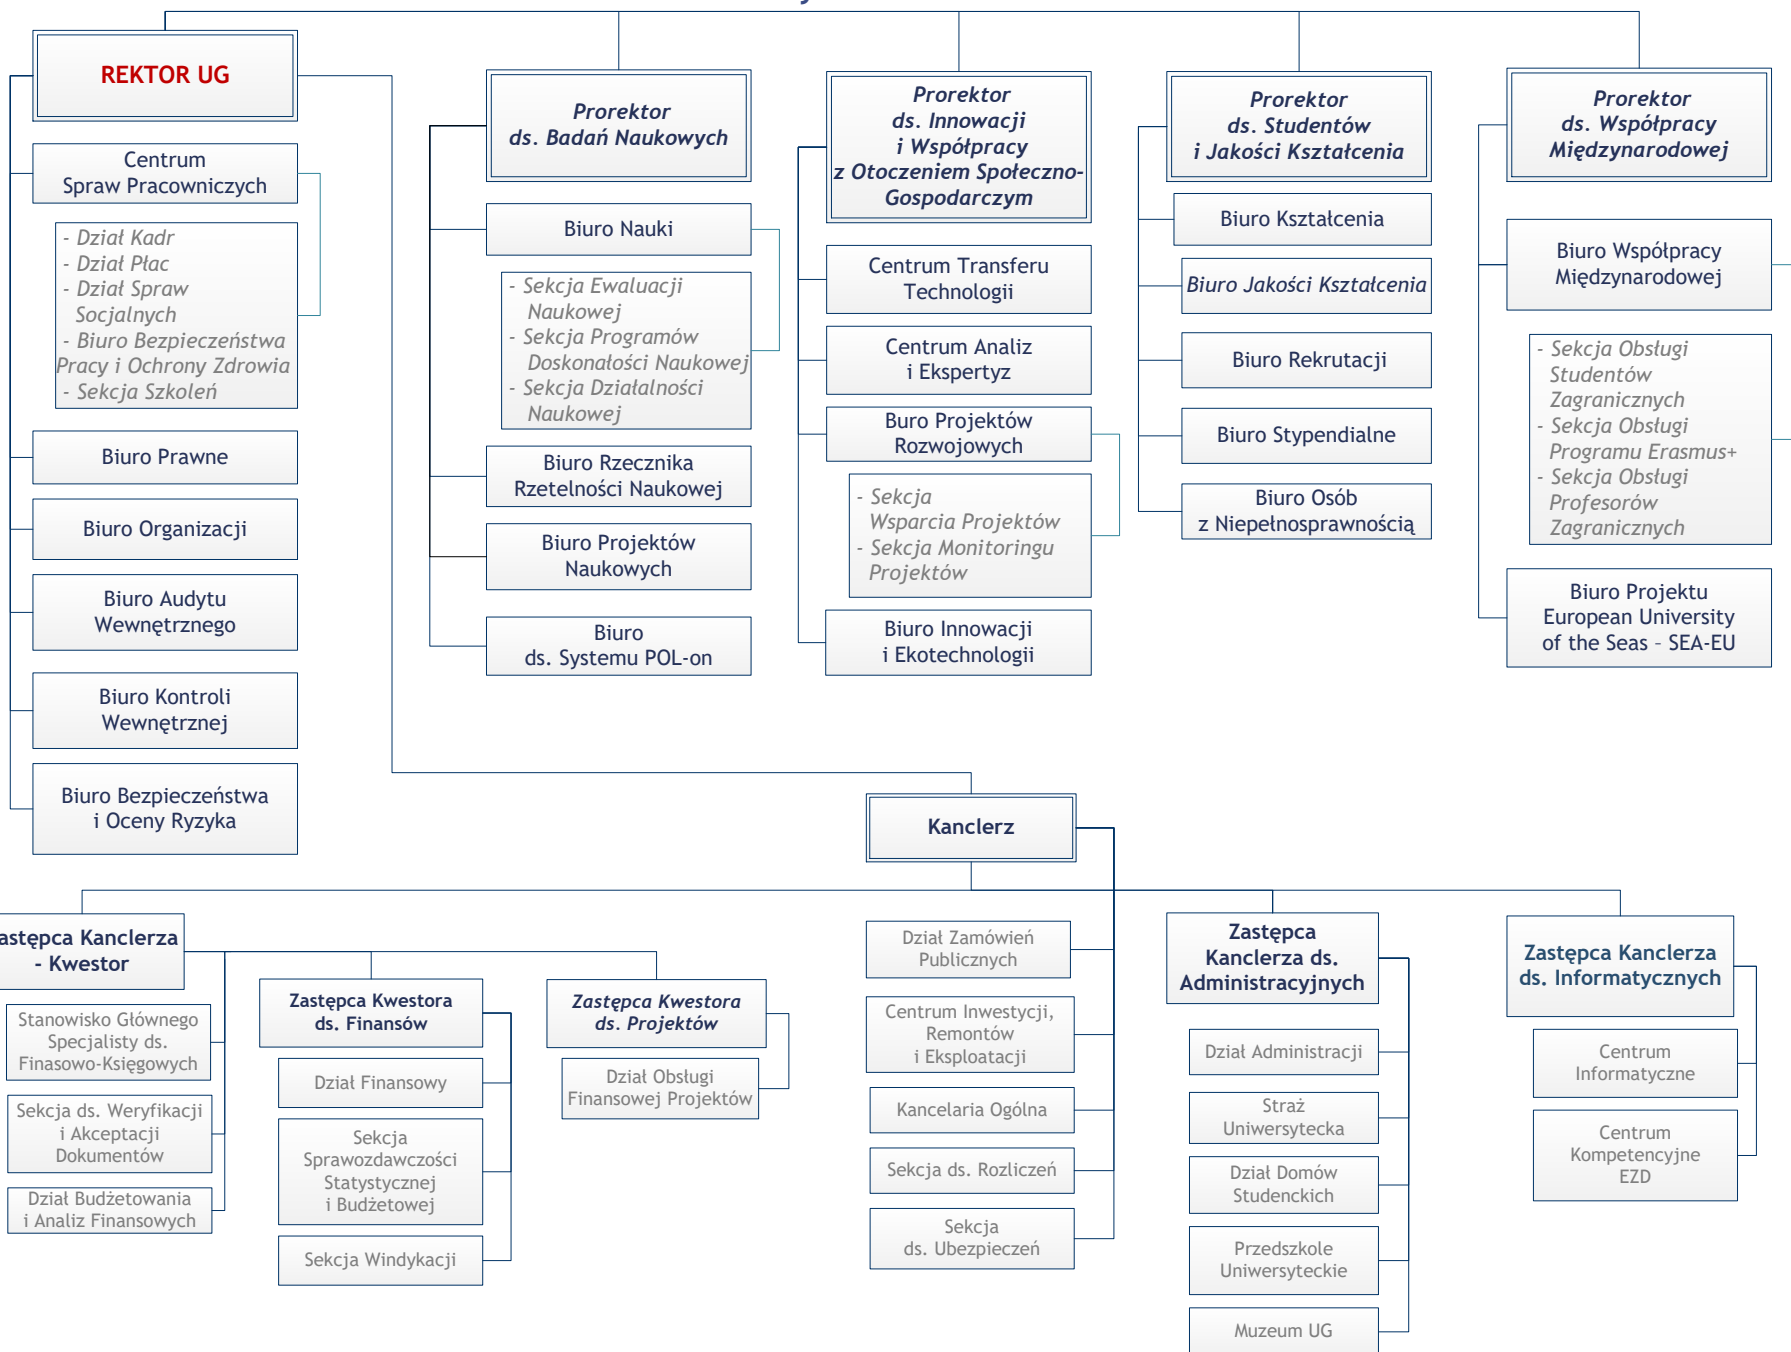 REKTOR UG
Centrum
Spraw Pracowniczych
- Dział Kadr
- Dział Płac
- Dział Spraw
Socjalnych
- Biuro Bezpieczeństwa
Pracy i Ochrony Zdrowia
- Sekcja Szkoleń
Biuro Prawne
Biuro Organizacji
Biuro Audytu
Wewnętrznego
Biuro Kontroli
Wewnętrznej
Biuro Bezpieczeństwa
i Oceny Ryzyka
Prorektor
ds. Badań Naukowych
Biuro Nauki
- Sekcja Ewaluacji
Naukowej
- Sekcja Programów
Doskonałości Naukowej
- Sekcja Działalności
Naukowej
Biuro Rzecznika
Rzetelności Naukowej
Biuro Projektów
Naukowych
Biuro
ds. Systemu POL-on
Prorektor
ds. Innowacji
i Współpracy
z Otoczeniem Społeczno-
Gospodarczym
Centrum Transferu
Technologii
Centrum Analiz
i Ekspertyz
Buro Projektów
Rozwojowych
- Sekcja
Wsparcia Projektów
- Sekcja Monitoringu
Projektów
Biuro Innowacji
i Ekotechnologii
Prorektor
ds. Studentów
i Jakości Kształcenia
Biuro Kształcenia
Biuro Jakości Kształcenia
Biuro Rekrutacji
Biuro Stypendialne
Biuro Osób
z Niepełnosprawnością
Prorektor
ds. Współpracy
Międzynarodowej
Biuro Współpracy
Międzynarodowej
- Sekcja Obsługi
Studentów
Zagranicznych
- Sekcja Obsługi
Programu Erasmus+
- Sekcja Obsługi
Profesorów
Zagranicznych
Biuro Projektu
European University
of the Seas – SEA-EU
Kanclerz
astępca Kanclerza
- Kwestor
Stanowisko Głównego
Specjalisty ds.
Finasowo-Księgowych
Sekcja ds. Weryfikacji
i Akceptacji
Dokumentów
Dział Budżetowania
i Analiz Finansowych
Zastępca Kwestora
ds. Finansów
Dział Finansowy
Sekcja
Sprawozdawczości
Statystycznej
i Budżetowej
Sekcja Windykacji
Zastępca Kwestora
ds. Projektów
Dział Obsługi
Finansowej Projektów
Dział Zamówień
Publicznych
Centrum Inwestycji,
Remontów
i Eksploatacji
Kancelaria Ogólna
Sekcja ds. Rozliczeń
Sekcja
ds. Ubezpieczeń
Zastępca
Kanclerza ds.
Administracyjnych
Dział Administracji
Straż
Uniwersytecka
Dział Domów
Studenckich
Przedszkole
Uniwersyteckie
Muzeum UG
Zastępca Kanclerza
ds. Informatycznych
Centrum
Informatyczne
Centrum
Kompetencyjne
EZD